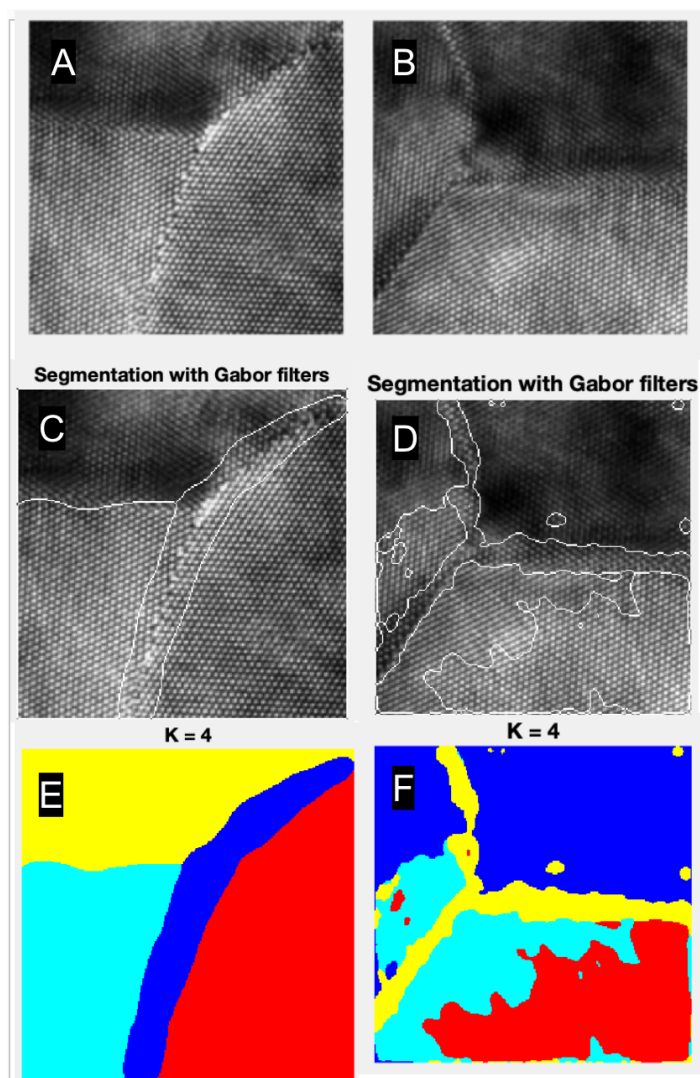 A
B
Segmentation with Gabor filters
Segmentation with Gabor filters
C
D
K = 4
K = 4
E
F